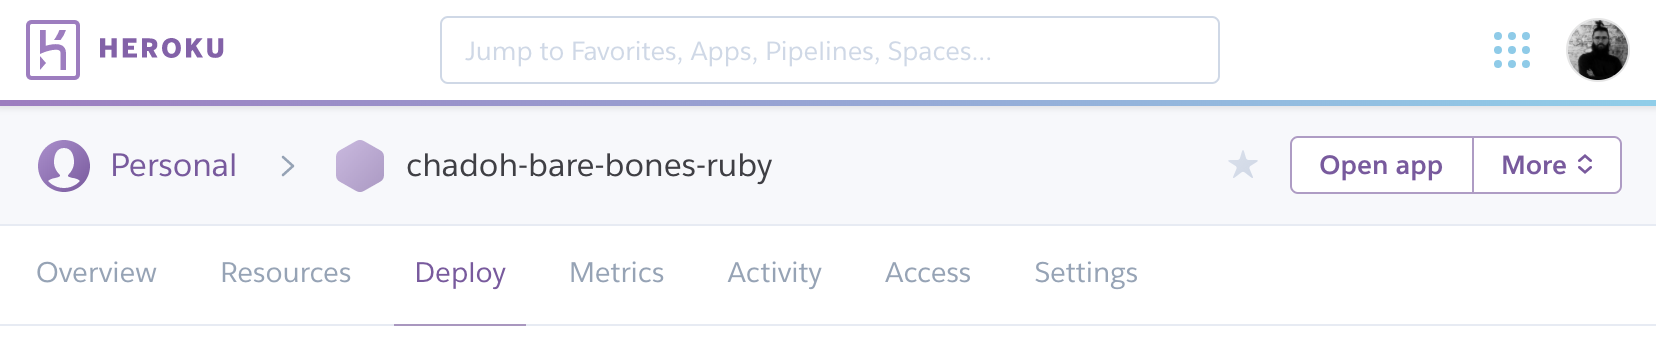 HEROKU
Jump to Favorites, Apps, Pipelines, Spaces...
Personal > chadoh-bare-bones-ruby Open app More
Overview Resources Deploy Metrics Activity Access Settings